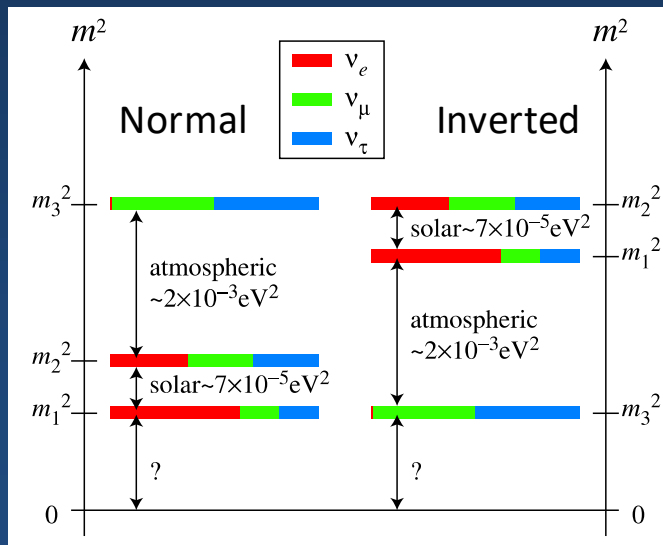 m²
m²
νe
νμ
ντ
Normal
Inverted
m₃²
m₂²
solar~7×10⁻⁵eV²
m₁²
atmospheric
~2×10⁻³eV²
atmospheric
~2×10⁻³eV²
m₂²
solar~7×10⁻⁵eV²
m₁²
m₃²
?
?
0
0